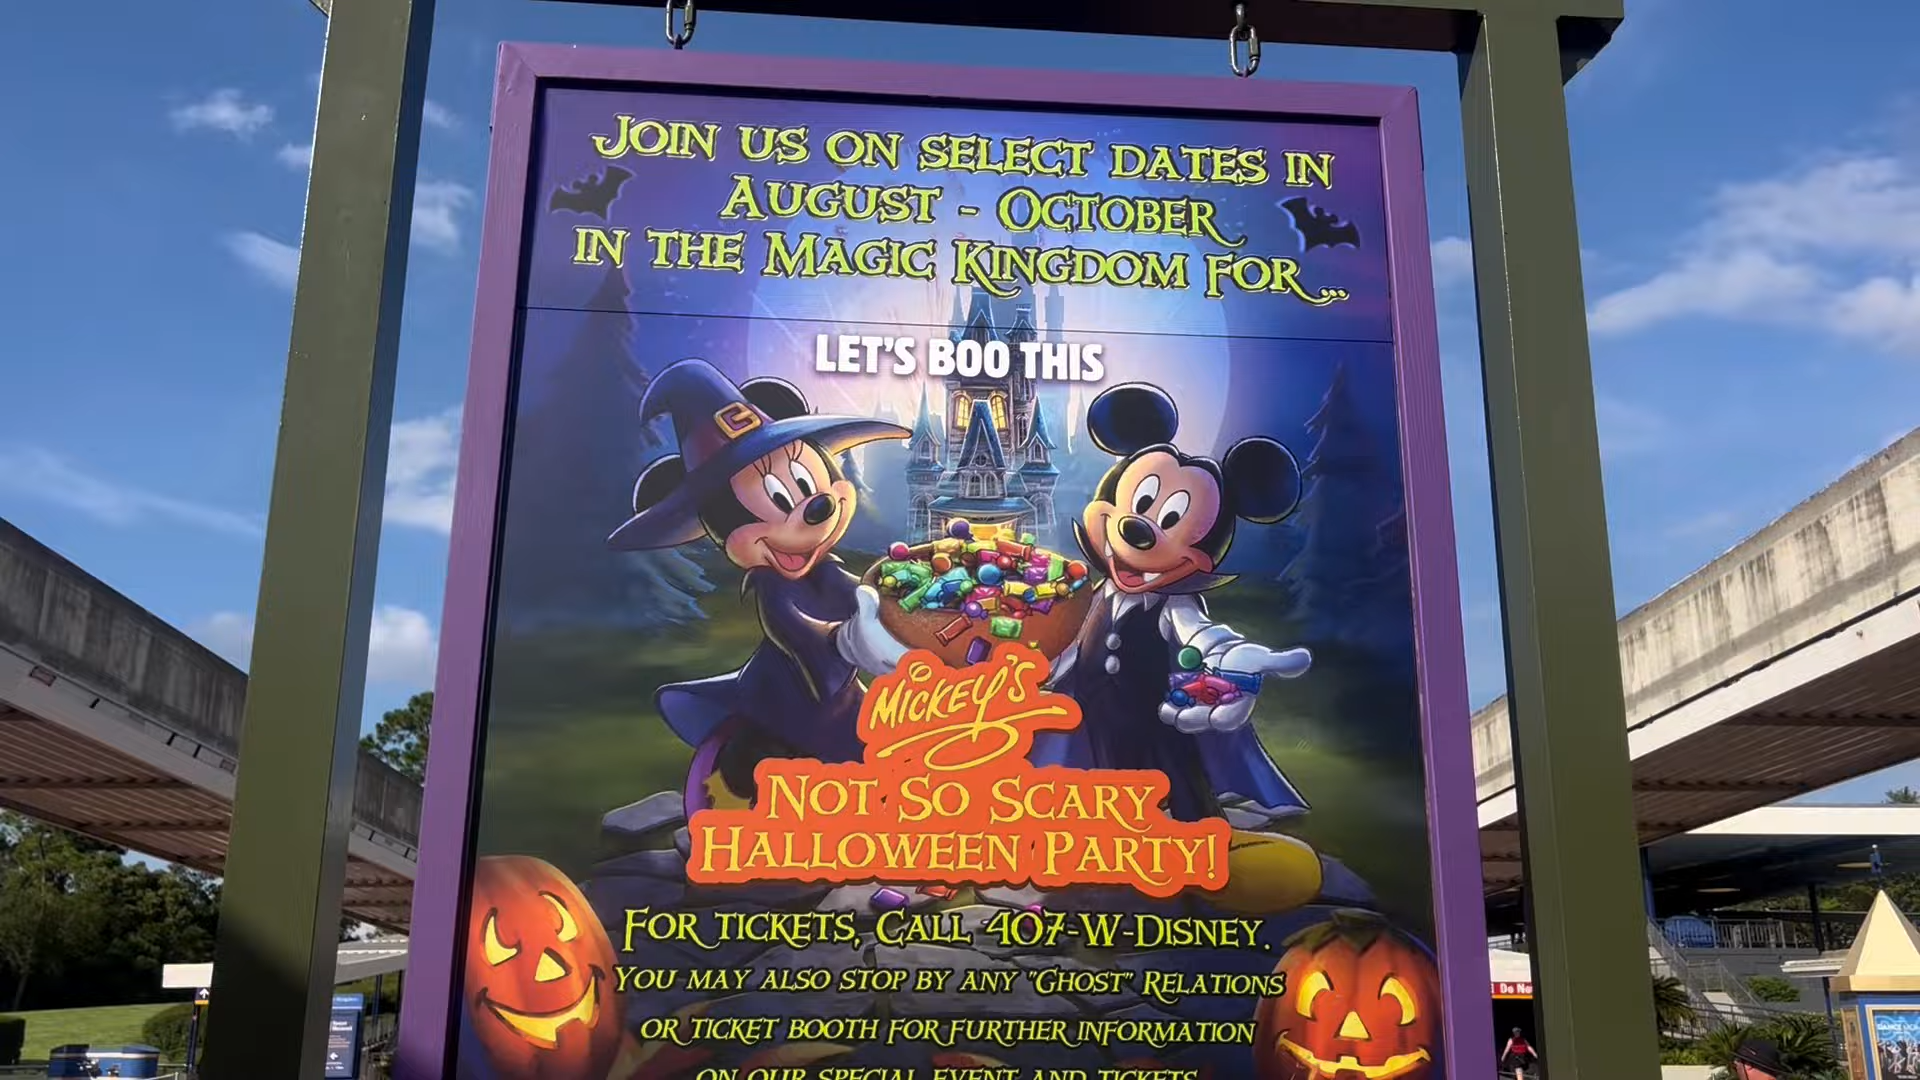 JOIN US ON SELECT DATES IN
AUGUST - OCTOBER
IN THE MAGIC KINGDOM FOR...
LET'S BOO THIS
MICKEY'S
NOT SO SCARY
HALLOWEEN PARTY!
FOR TICKETS, CALL 407-W-DISNEY.
YOU MAY ALSO STOP BY ANY "GHOST" RELATIONS
OR TICKET BOOTH FOR FURTHER INFORMATION
ON OUR SPECIAL EVENT AND TICKETS
Do No